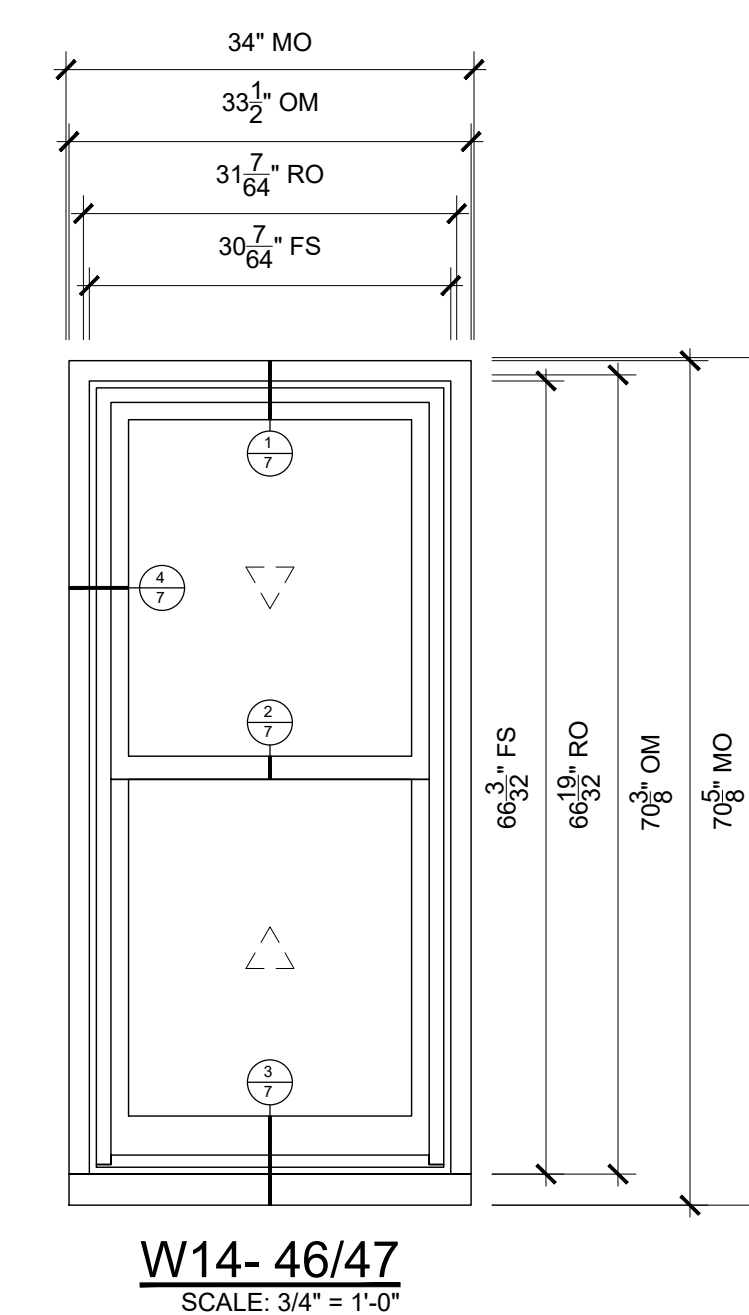 34" MO
33 1/2" OM
31 7/64" RO
30 7/64" FS
1
7
4
7
2
7
3
7
66 3/32" FS
66 19/32" RO
70 3/8" OM
70 5/8" MO
W14- 46/47
SCALE: 3/4" = 1'-0"